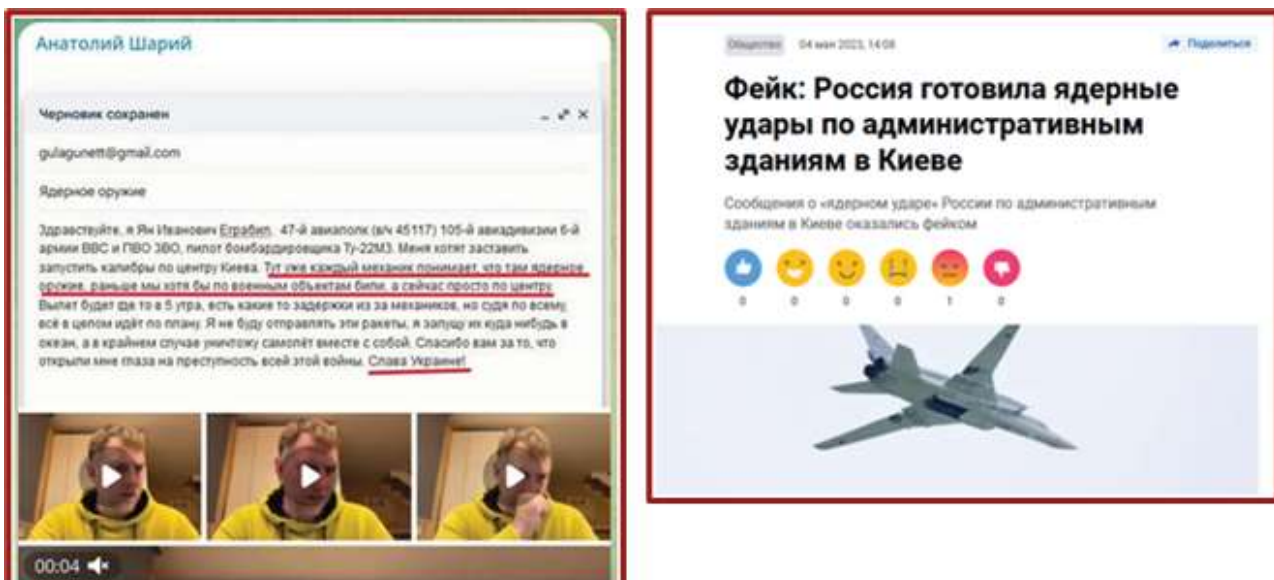 Анатолий Шарий
Черновик сохранен
gulagunett@gmail.com
Ядерное оружие
Здравствуйте, я Ян Иванович Ерзабил. 47-й авиаполк (в/ч 45117) 105-й авиадивизии 6-й
армии ВВС и ПВО ЗВО, пилот бомбардировщика Ту-22М3. Меня хотят заставить
запустить калибры по центру Киева. Тут уже каждый механик понимает, что там ядерное
оружие, раньше мы хотя бы по военным объектам били, а сейчас просто по центру.
Вылет будет где то в 5 утра, есть какие то задержки из за механиков, но судя по всему,
всё в целом идёт по плану. Я не буду отправлять эти ракеты, я запущу их куда нибудь в
океан, а в крайнем случае уничтожу самолёт вместе с собой. Спасибо вам за то, что
открыли мне глаза на преступность всей этой войны. Слава Украине!
00:04
Общество 04 мая 2023, 14:08 Поделиться
Фейк: Россия готовила ядерные
удары по административным
зданиям в Киеве
Сообщения о «ядерном ударе» России по административным
зданиям в Киеве оказались фейком
0 0 0 0 1 0